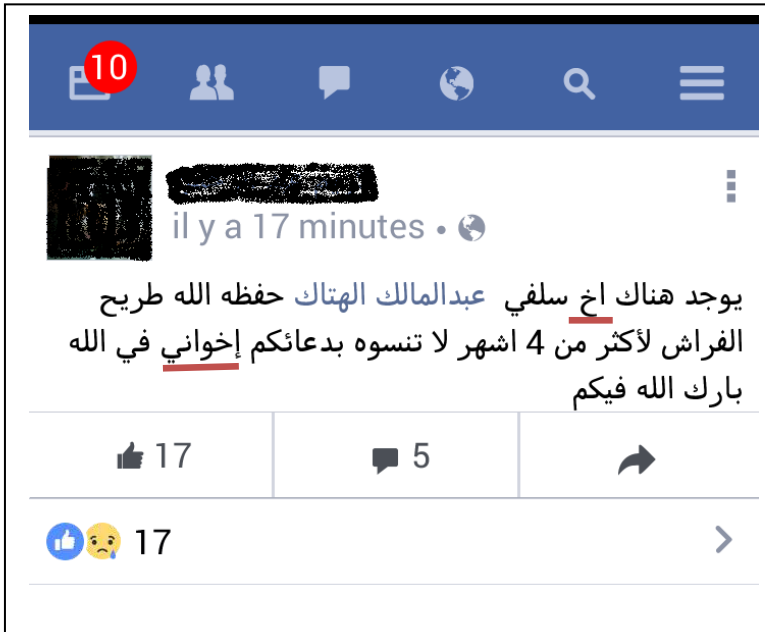 10
il y a 17 minutes •
يوجد هناك اخ سلفي عبدالمالك الهتاك حفظه الله طريح
الفراش لأكثر من 4 اشهر لا تنسوه بدعائكم إخواني في الله
بارك الله فيكم
17
5
17